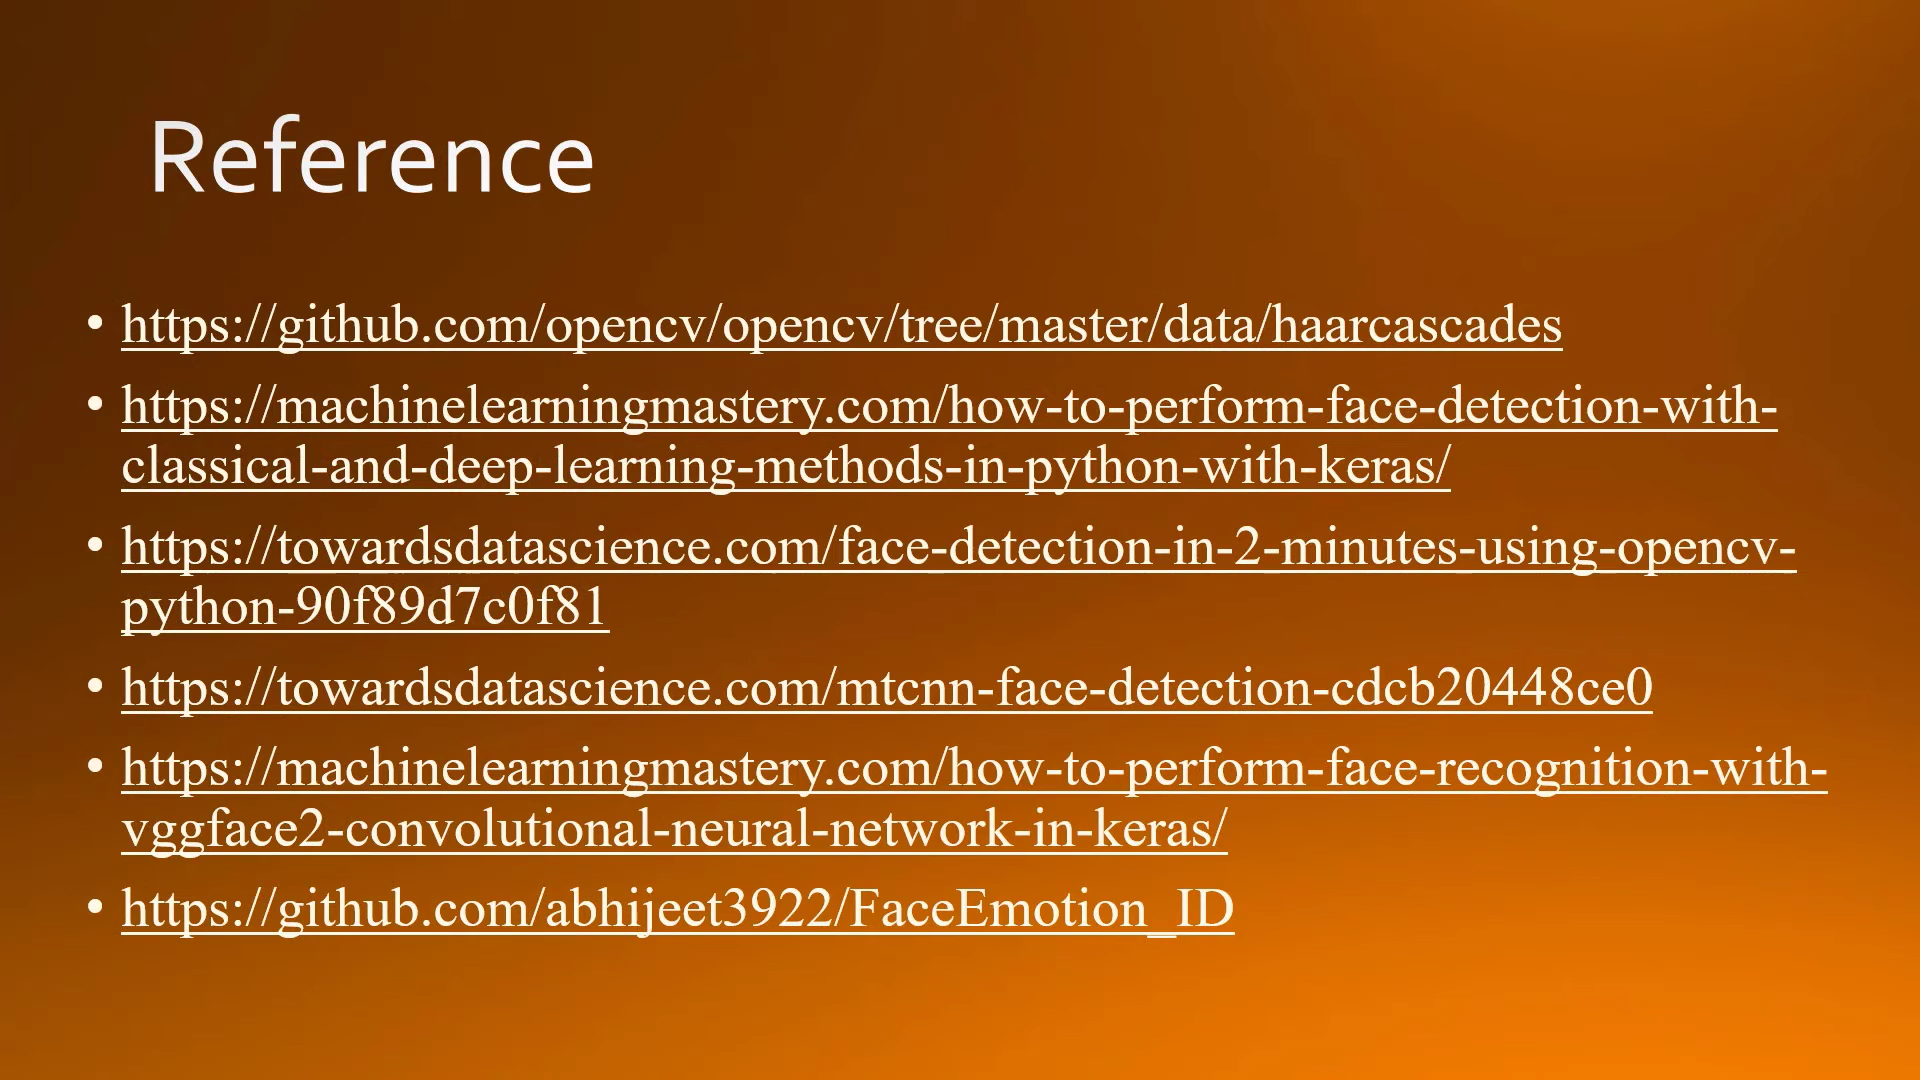 Reference
• https://github.com/opencv/opencv/tree/master/data/haarcascades
• https://machinelearningmastery.com/how-to-perform-face-detection-with-
classical-and-deep-learning-methods-in-python-with-keras/
• https://towardsdatascience.com/face-detection-in-2-minutes-using-opencv-
python-90f89d7c0f81
• https://towardsdatascience.com/mtcnn-face-detection-cdcb20448ce0
• https://machinelearningmastery.com/how-to-perform-face-recognition-with-
vggface2-convolutional-neural-network-in-keras/
• https://github.com/abhijeet3922/FaceEmotion_ID